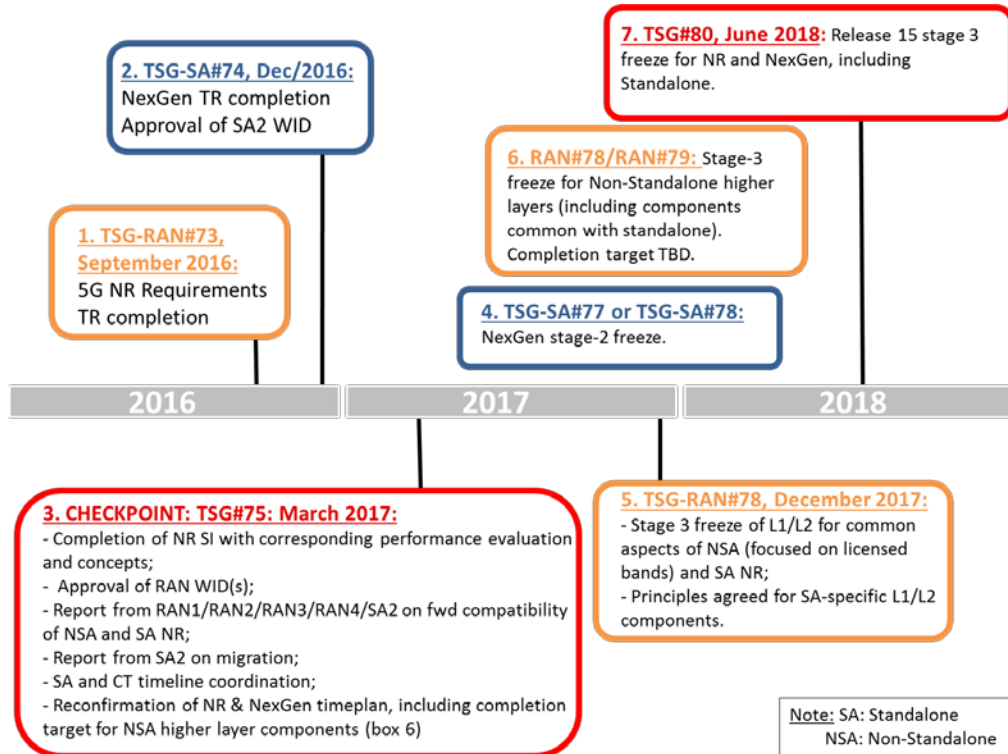 1. TSG-RAN#73,
September 2016:
5G NR Requirements
TR completion
2. TSG-SA#74, Dec/2016:
NexGen TR completion
Approval of SA2 WID
7. TSG#80, June 2018: Release 15 stage 3
freeze for NR and NexGen, including
Standalone.
6. RAN#78/RAN#79: Stage-3
freeze for Non-Standalone higher
layers (including components
common with standalone).
Completion target TBD.
4. TSG-SA#77 or TSG-SA#78:
NexGen stage-2 freeze.
2016
2017
2018
3. CHECKPOINT: TSG#75: March 2017:
- Completion of NR SI with corresponding performance evaluation
and concepts;
- Approval of RAN WID(s);
- Report from RAN1/RAN2/RAN3/RAN4/SA2 on fwd compatibility
of NSA and SA NR;
- Report from SA2 on migration;
- SA and CT timeline coordination;
- Reconfirmation of NR & NexGen timeplan, including completion
target for NSA higher layer components (box 6)
5. TSG-RAN#78, December 2017:
- Stage 3 freeze of L1/L2 for common
aspects of NSA (focused on licensed
bands) and SA NR;
- Principles agreed for SA-specific L1/L2
components.
Note: SA: Standalone
NSA: Non-Standalone